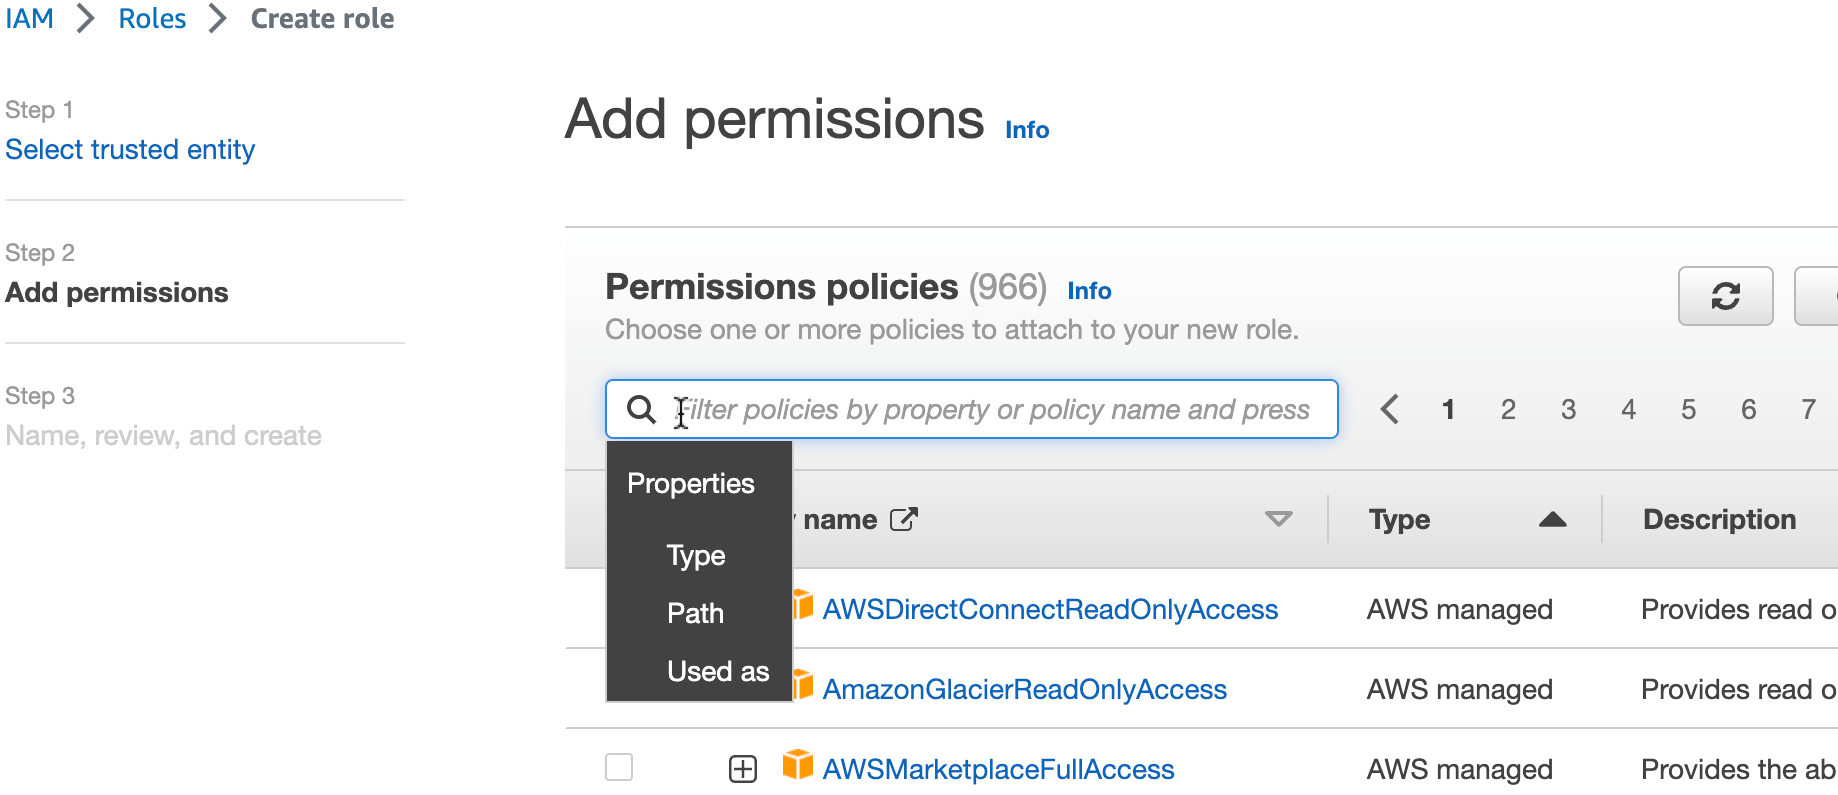 IAM > Roles > Create role
Step 1
Select trusted entity
Step 2
Add permissions
Step 3
Name, review, and create
Add permissions Info
Permissions policies (966) Info
Choose one or more policies to attach to your new role.
Filter policies by property or policy name and press
1 2 3 4 5 6 7
Properties
Type
Path
Used as
name Type Description
AWSDirectConnectReadOnlyAccess AWS managed Provides read
AmazonGlacierReadOnlyAccess AWS managed Provides read
AWSMarketplaceFullAccess AWS managed Provides the ab